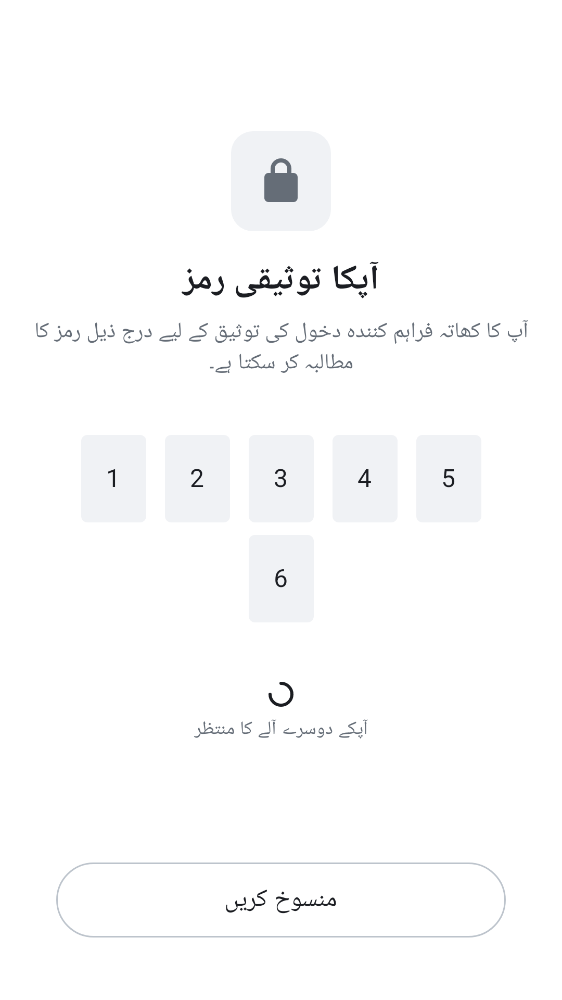 آپکا توثیقی رمز
آپ کا کھاتہ فراہم کنندہ دخول کی توثیق کے لیے درج ذیل رمز کا
مطالبہ کر سکتا ہے۔
1 2 3 4 5
6
آپکے دوسرے آلے کا منتظر
منسوخ کریں